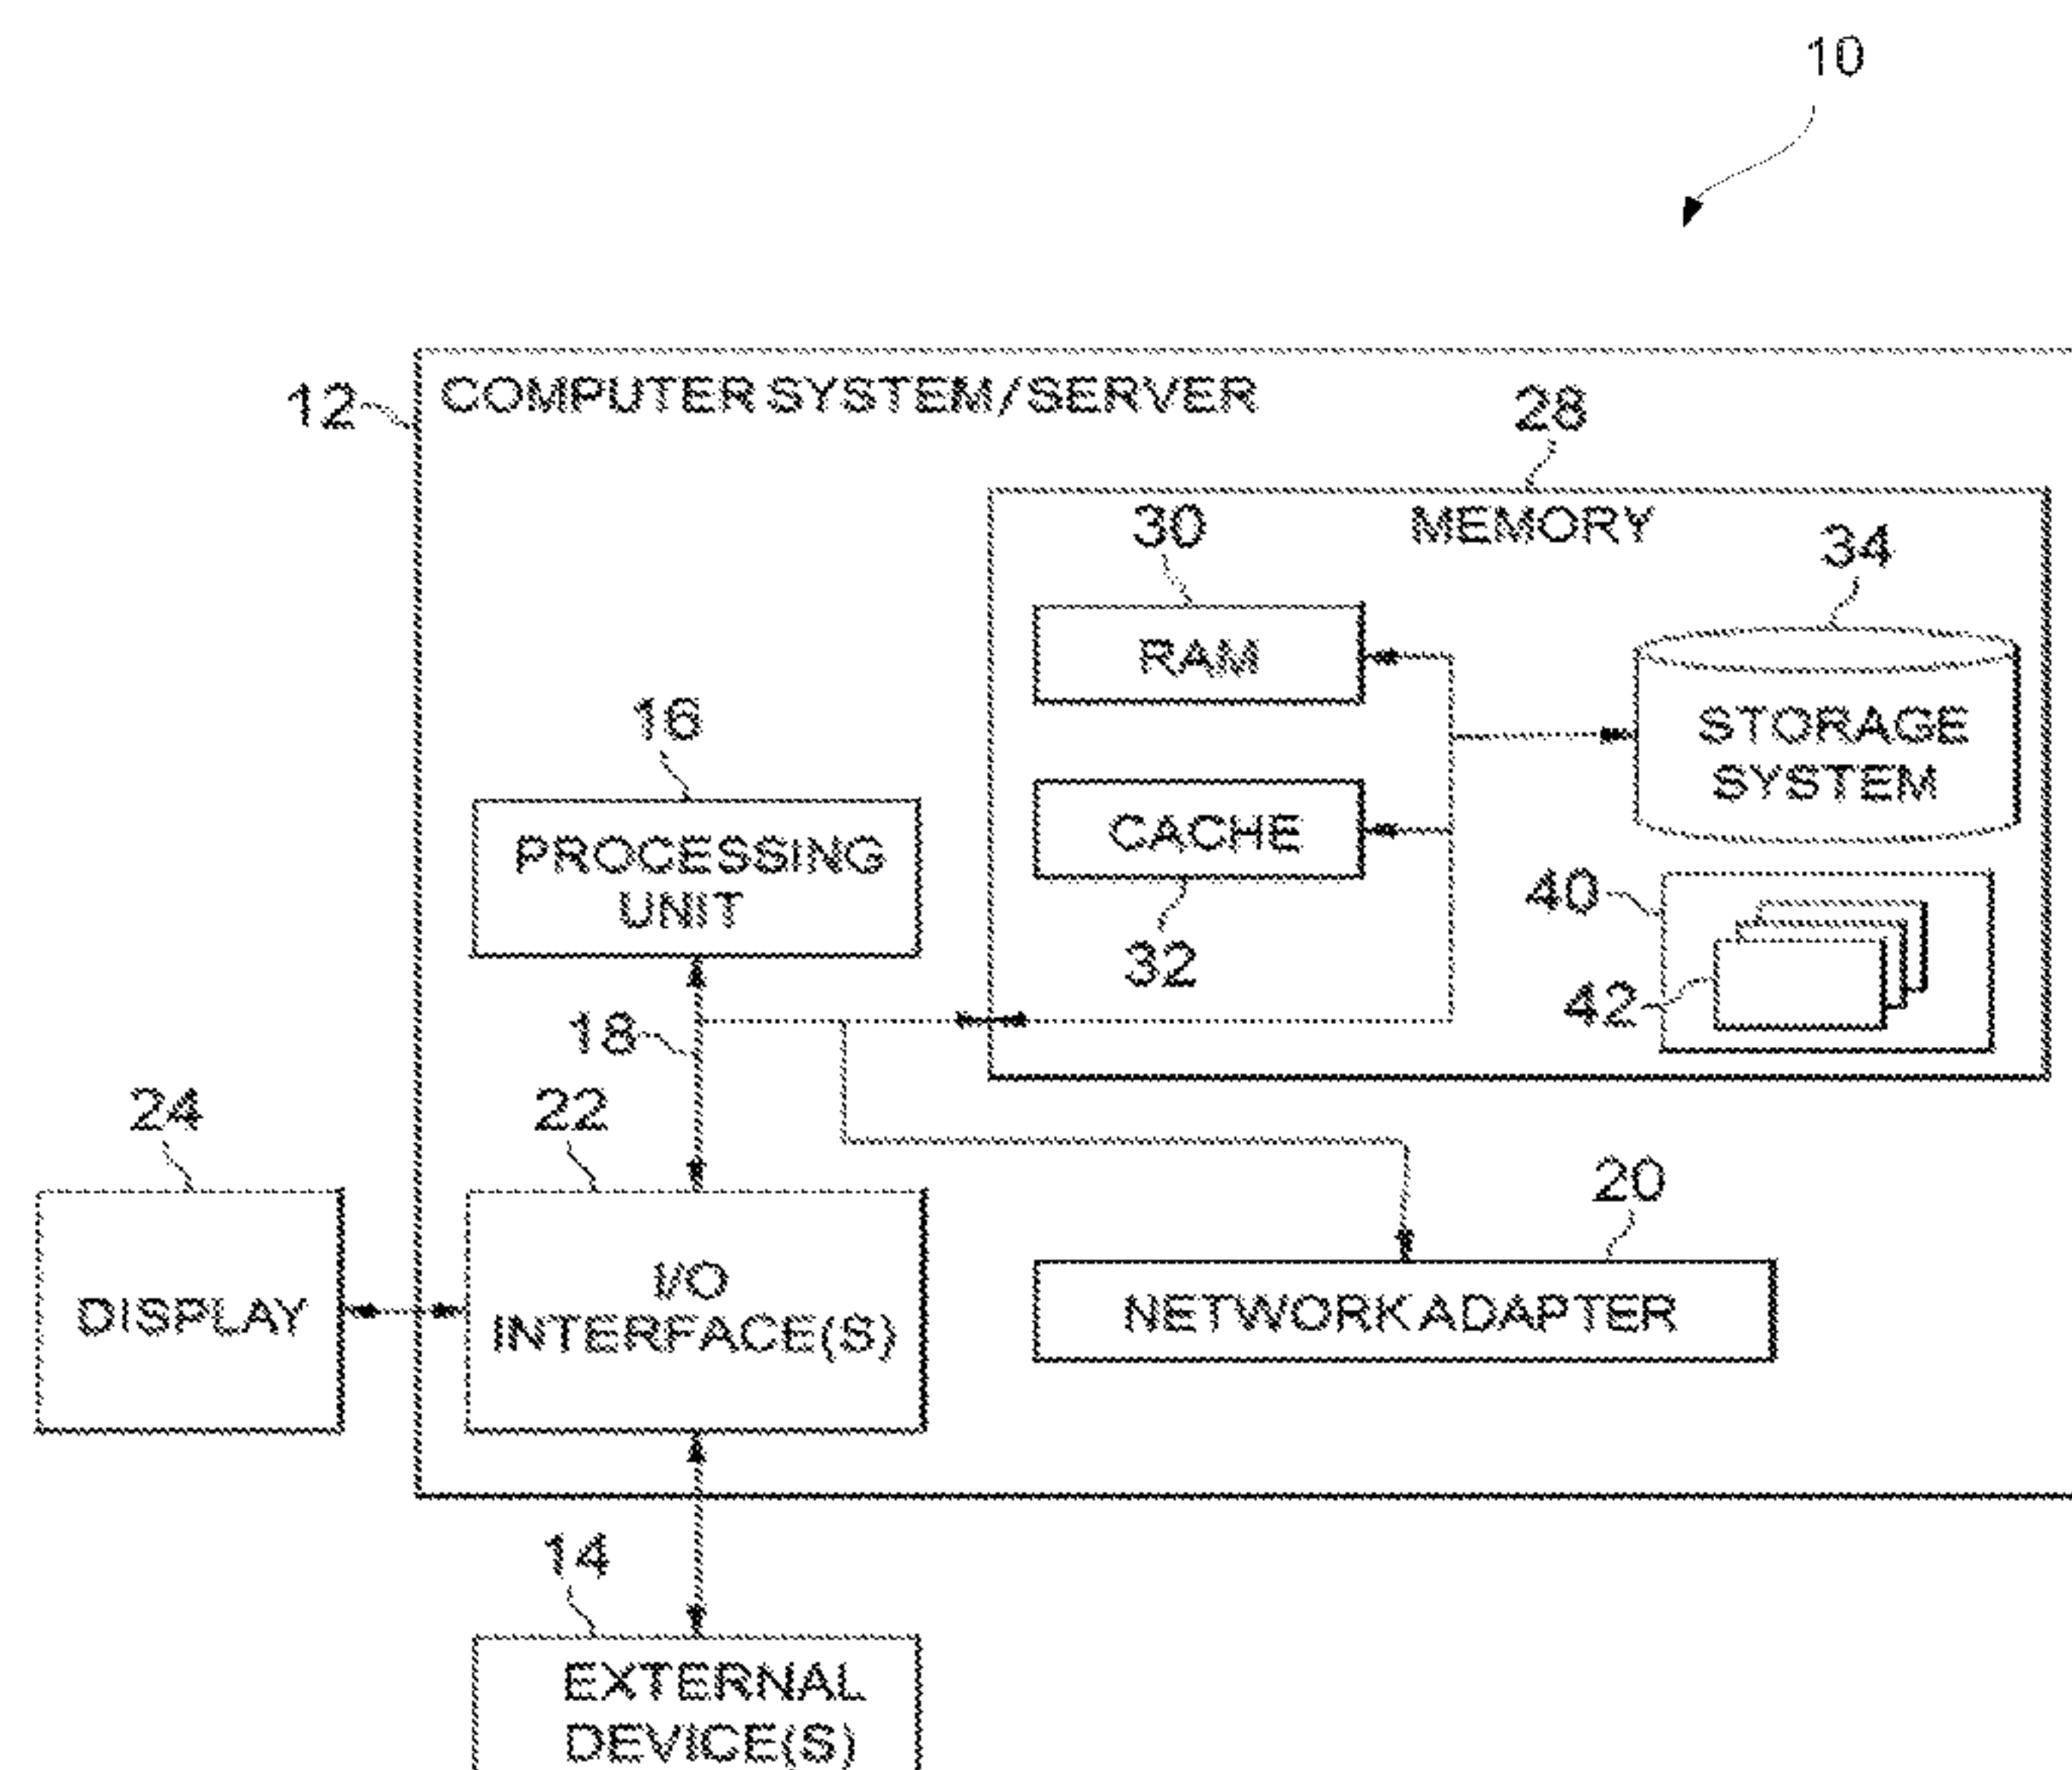 10
12
COMPUTER SYSTEM/SERVER
28
MEMORY
30
34
RAM
STORAGE
SYSTEM
16
PROCESSING
UNIT
CACHE
32
40
42
18
24
22
20
DISPLAY
I/O
INTERFACE(S)
NETWORK ADAPTER
14
EXTERNAL
DEVICE(S)